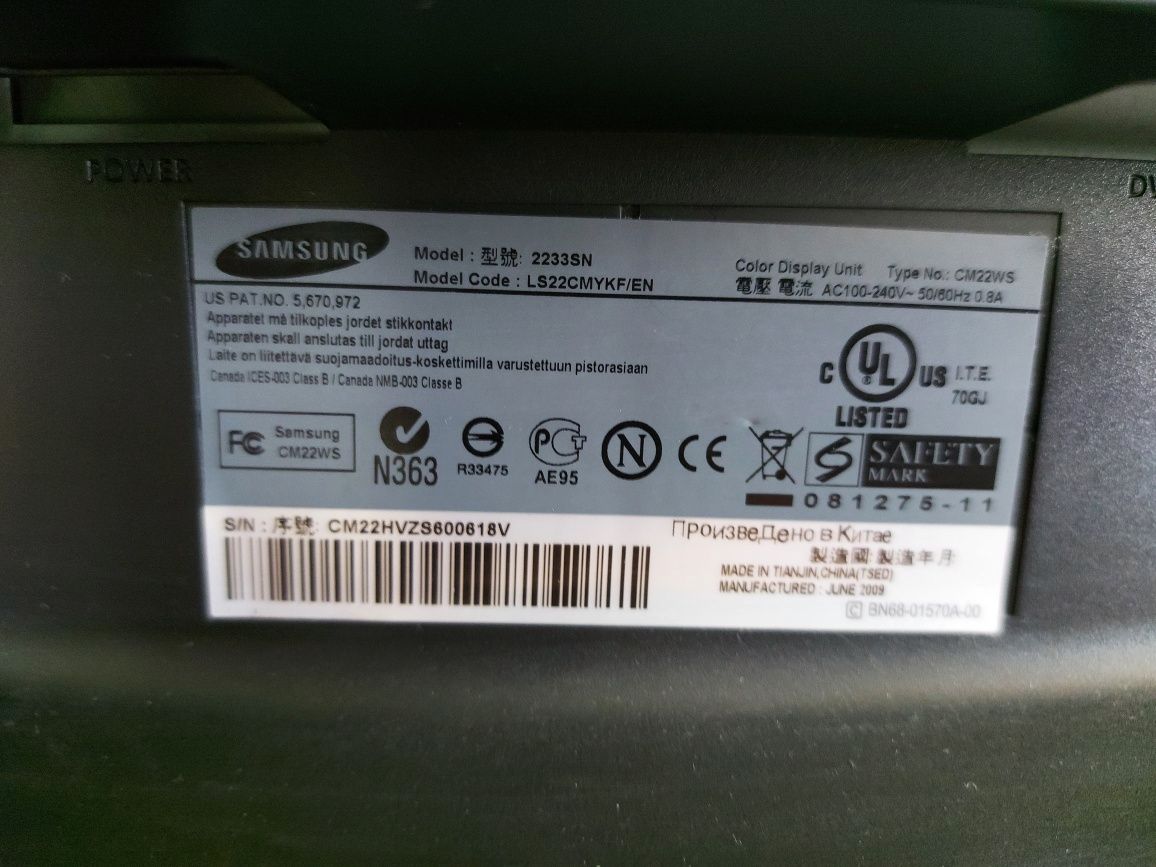 POWER
DV
SAMSUNG
Model : 型號: 2233SN
Model Code : LS22CMYKF/EN
Color Display Unit Type No.: CM22WS
電壓 電流 AC100-240V~ 50/60Hz 0.8A
US PAT.NO. 5,670,972
Apparatet må tilkoples jordet stikkontakt
Apparaten skall anslutas till jordat uttag
Laite on liitettävä suojamaadoitus-koskettimilla varustettuun pistorasiaan
Canada ICES-003 Class B / Canada NMB-003 Classe B
C UL US I.T.E.
70GJ
LISTED
FC Samsung
CM22WS
N363
R33475
PCT
AE95
N
CE
S SAFETY
MARK
081275-11
S/N : 序號: CM22HVZS600618V
ПроизвеДено в Китае
製造國 製造年月
MADE IN TIANJIN,CHINA(TSED)
MANUFACTURED : JUNE 2009
C BN68-01570A-00